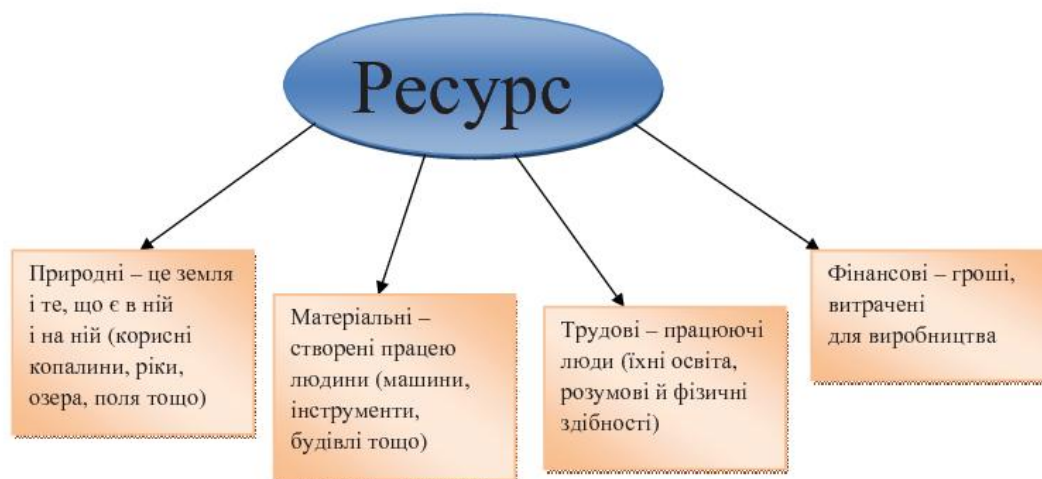 Ресурс
Природні – це земля
і те, що є в ній
і на ній (корисні
копалини, ріки,
озера, поля тощо)
Матеріальні –
створені працею
людини (машини,
інструменти,
будівлі тощо)
Трудові – працюючі
люди (їхні освіта,
розумові й фізичні
здібності)
Фінансові – гроші,
витрачені
для виробництва